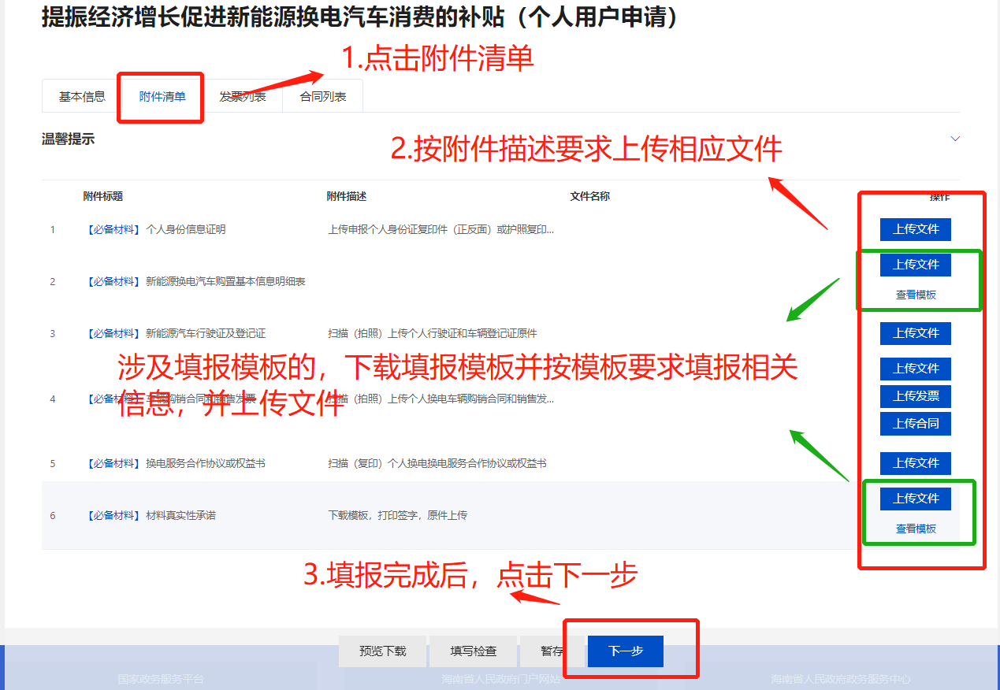 提振经济增长促进新能源换电汽车消费的补贴（个人用户申请）
1.点击附件清单
基本信息 附件清单 发票列表 合同列表
温馨提示
2.按附件描述要求上传相应文件
附件标题 附件描述 文件名称 操作
1 【必备材料】个人身份信息证明 上传申报个人身份证复印件（正反面）或护照复印... 上传文件
2 【必备材料】新能源换电汽车购置基本信息明细表 上传文件
查看模板
3 【必备材料】新能源汽车行驶证及登记证 扫描（拍照）上传个人行驶证和车辆登记证原件 上传文件
涉及填报模板的，下载填报模板并按模板要求填报相关
信息，并上传文件
4 【必备材料】车辆购销合同和销售发票 扫描（拍照）上传个人换电车辆购销合同和销售发... 上传文件
上传发票
上传合同
5 【必备材料】换电服务合作协议或权益书 扫描（复印）个人换电换电服务合作协议或权益书 上传文件
6 【必备材料】材料真实性承诺 下载模板，打印签字，原件上传 上传文件
查看模板
3.填报完成后，点击下一步
预览下载 填写检查 暂存 下一步
国家政务服务平台 海南省人民政府门户网站 海南省人民政府政务服务中心